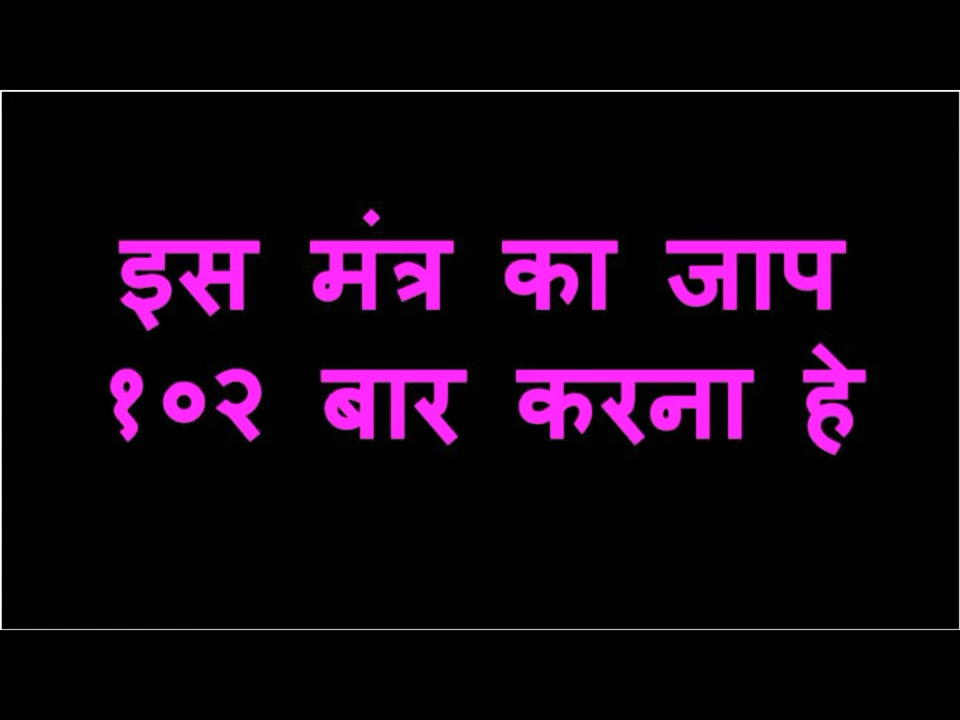 इस मंत्र का जाप
१०२ बार करना हे